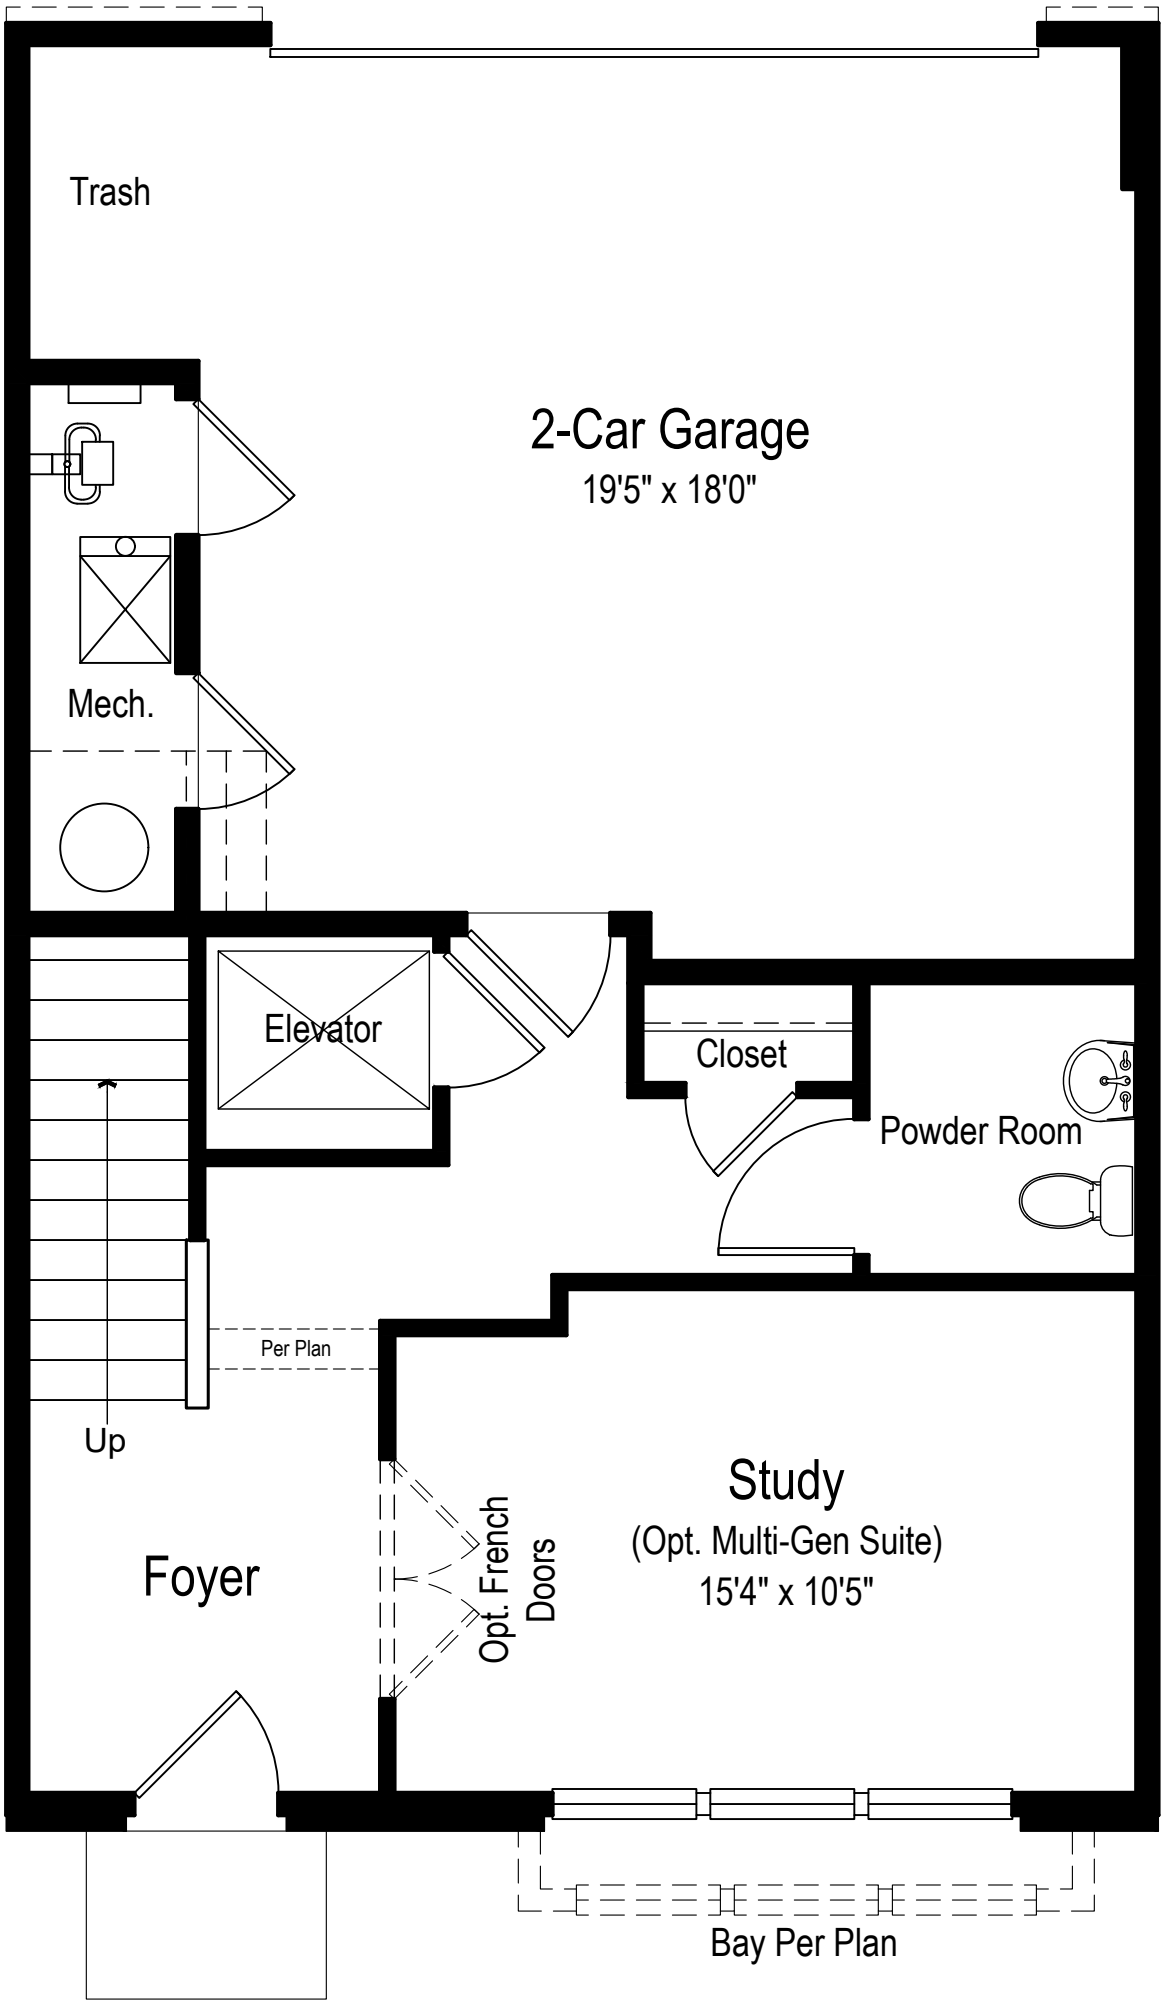 Trash
2-Car Garage
19'5" x 18'0"
Mech.
Elevator
Closet
Powder Room
Per Plan
Up
Study
(Opt. Multi-Gen Suite)
15'4" x 10'5"
Opt. French
Doors
Foyer
Bay Per Plan